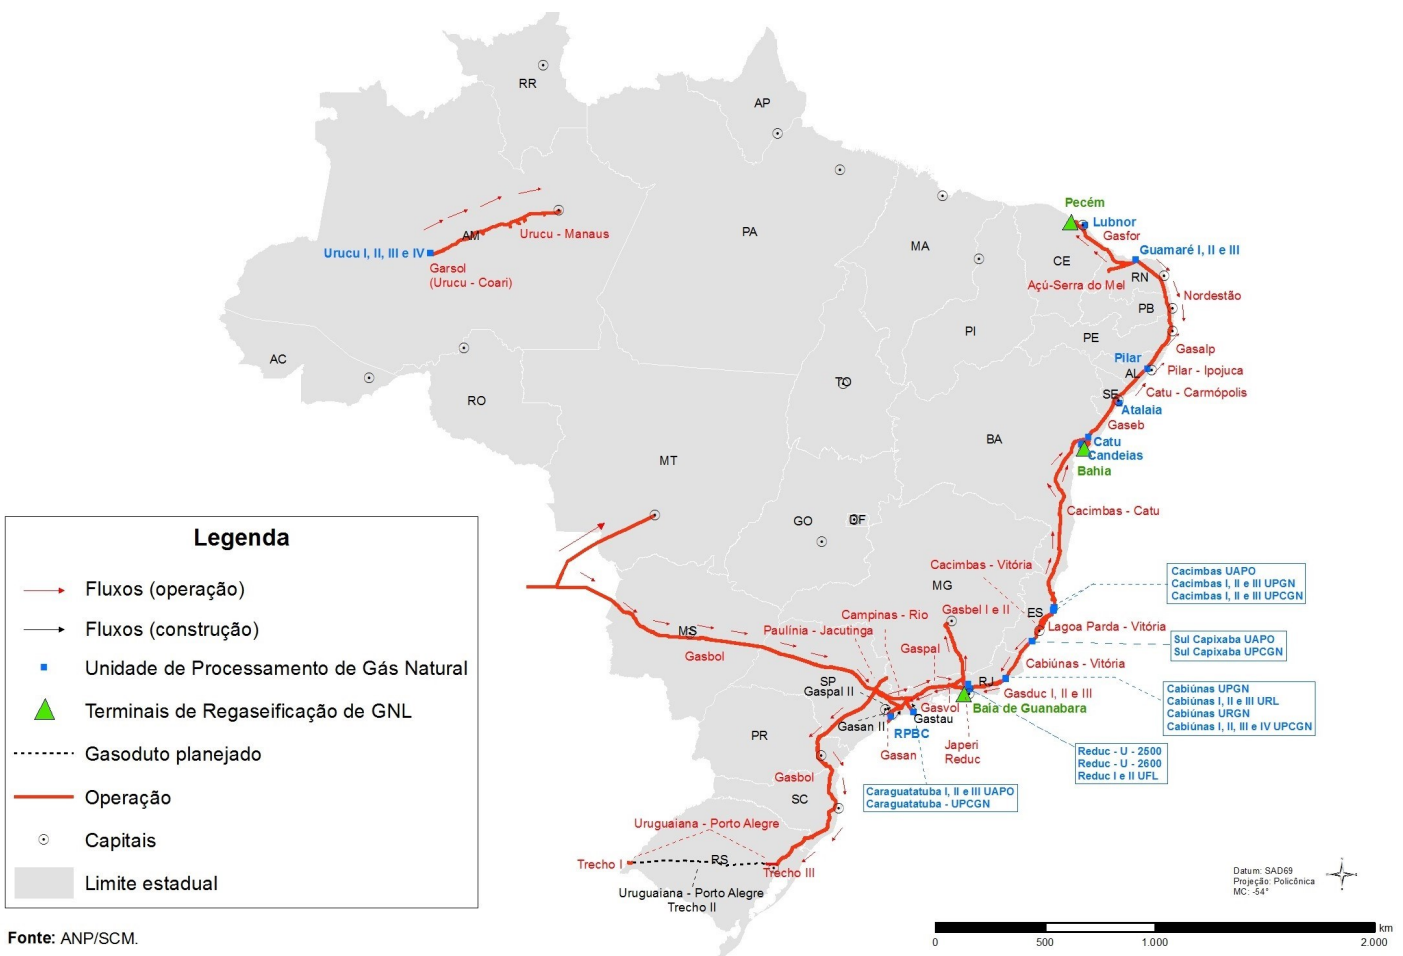 RR
AP
Pecém
Lubnor
Gasfor
Guamaré I, II e III
AM
Urucu - Manaus
PA
MA
CE
Urucu I, II, III e IV
Garsol
(Urucu - Coari)
Açú-Serra do Mel
RN
Nordestão
PB
PI
PE
AC
Gasalp
Pilar
Pilar - Ipojuca
AL
TO
RO
SE
Catu - Carmópolis
Atalaia
Gaseb
BA
Catu
Candeias
Bahia
MT
Cacimbas - Catu
GO
DF
Cacimbas - Vitória
MG
Cacimbas UAPO
Cacimbas I, II e III UPGN
Cacimbas I, II e III UPCGN
Campinas - Rio
Gasbel I e II
ES
Lagoa Parda - Vitória
MS
Paulínia - Jacutinga
Sul Capixaba UAPO
Sul Capixaba UPCGN
Gasbol
Gaspal
Cabiúnas - Vitória
SP
RJ
Gaspal II
Gasduc I, II e III
Cabiúnas UPGN
Cabiúnas I, II e III URL
Cabiúnas URGN
Cabiúnas I, II, III e IV UPCGN
Gasvol
Baia de Guanabara
Gastau
Gasan II
RPBC
PR
Gasan
Japeri
Reduc
Reduc - U - 2500
Reduc - U - 2600
Reduc I e II UFL
Gasbol
SC
Caraguatatuba I, II e III UAPO
Caraguatatuba - UPCGN
Uruguaiana - Porto Alegre
Trecho I
RS
Trecho III
Uruguaiana - Porto Alegre
Trecho II
Legenda
Fluxos (operação)
Fluxos (construção)
Unidade de Processamento de Gás Natural
Terminais de Regaseificação de GNL
Gasoduto planejado
Operação
Capitais
Limite estadual
Fonte: ANP/SCM.
Datum: SAD69
Projeção: Policônica
MC: -54°
km
0 500 1.000 2.000